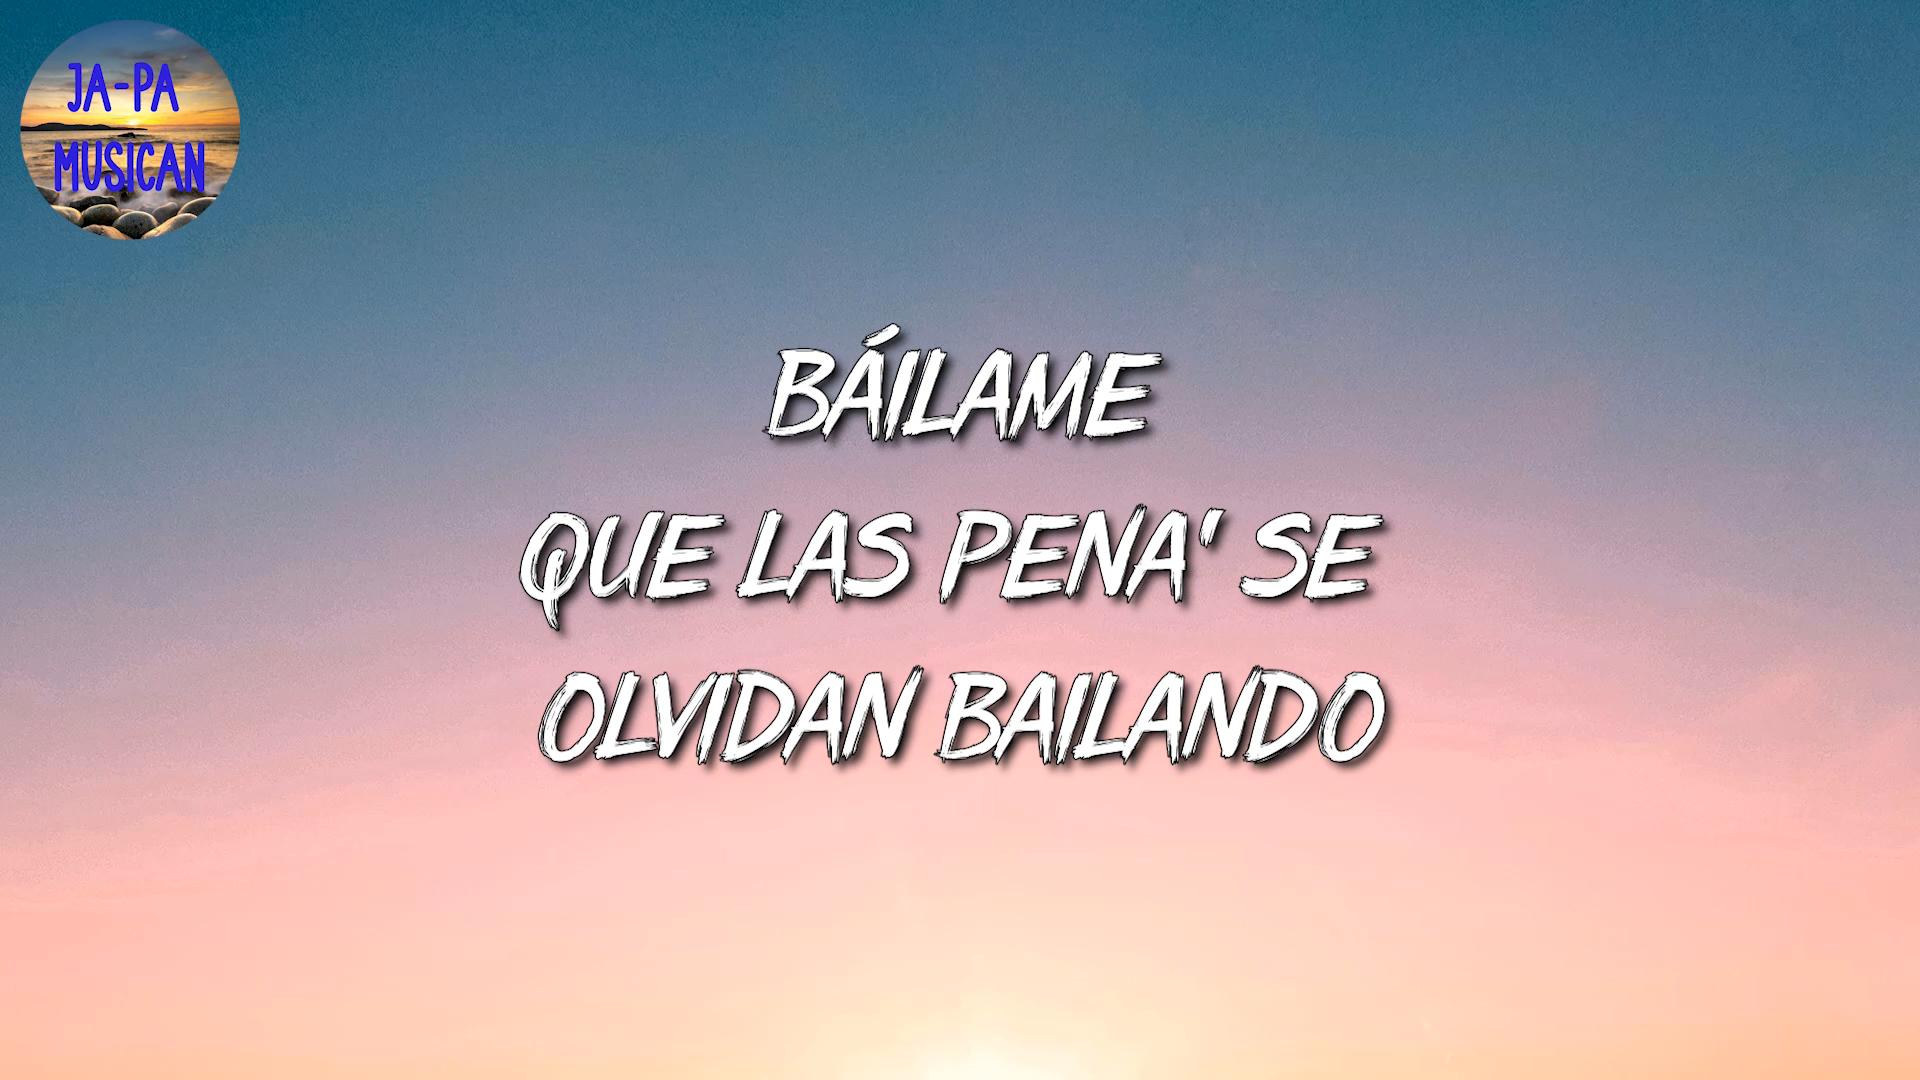 JA-PA
MUSICAN
BÁILAME
QUE LAS PENA' SE
OLVIDAN BAILANDO